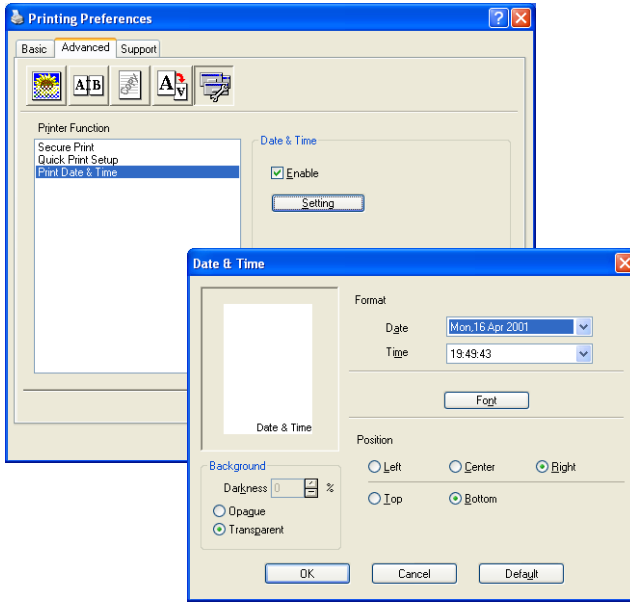 Printing Preferences
Basic Advanced Support
A B A v
Printer Function
Secure Print
Quick Print Setup
Print Date & Time
Date & Time
Enable
Setting
Date & Time
Date & Time
Format
Date Mon,16 Apr 2001
Time 19:49:43
Font
Position
Left Center Right
Top Bottom
Background
Darkness 0 %
Opague
Transparent
OK Cancel Default